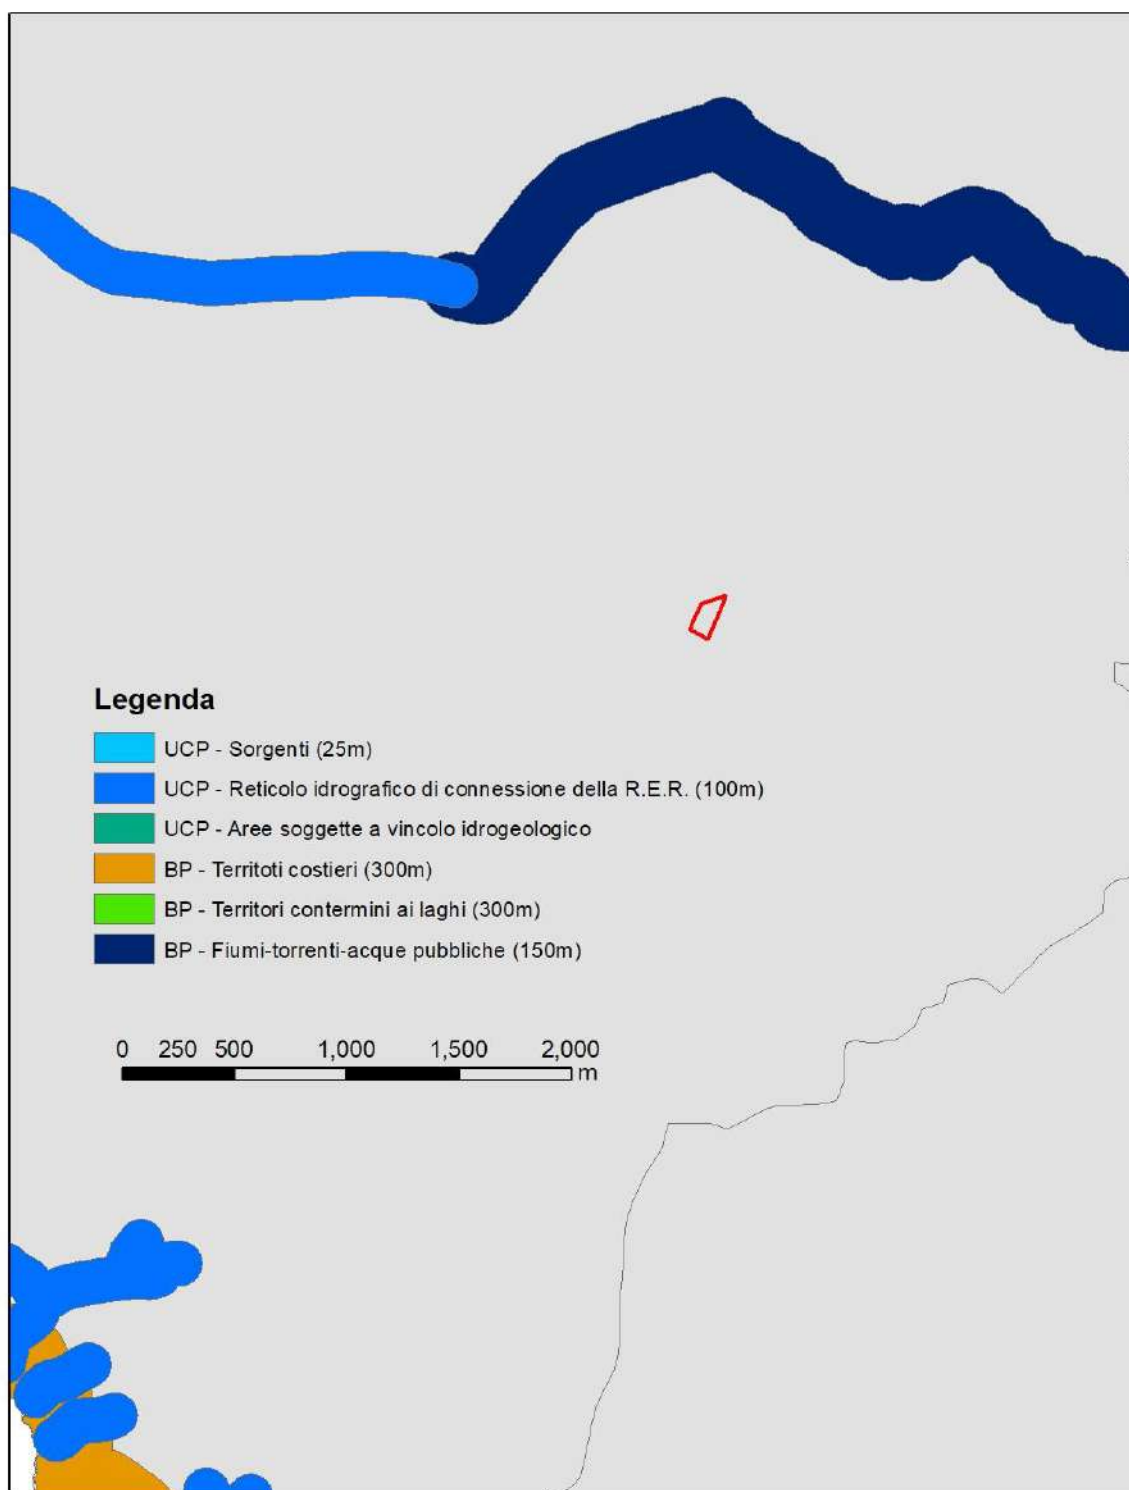 Legenda
UCP - Sorgenti (25m)
UCP - Reticolo idrografico di connessione della R.E.R. (100m)
UCP - Aree soggette a vincolo idrogeologico
BP - Territoti costieri (300m)
BP - Territori contermini ai laghi (300m)
BP - Fiumi-torrenti-acque pubbliche (150m)
0 250 500 1,000 1,500 2,000
m